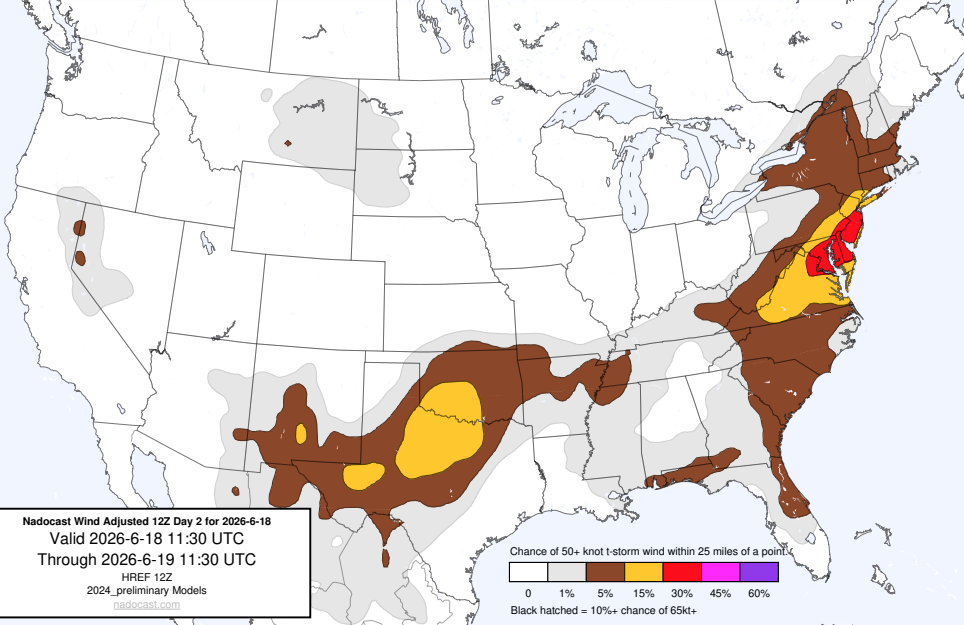 Nadocast Wind Adjusted 12Z Day 2 for 2026-6-18
Valid 2026-6-18 11:30 UTC
Through 2026-6-19 11:30 UTC
HREF 12Z
2024_preliminary Models
nadocast.com
Chance of 50+ knot t-storm wind within 25 miles of a point.
0 1% 5% 15% 30% 45% 60%
Black hatched = 10%+ chance of 65kt+